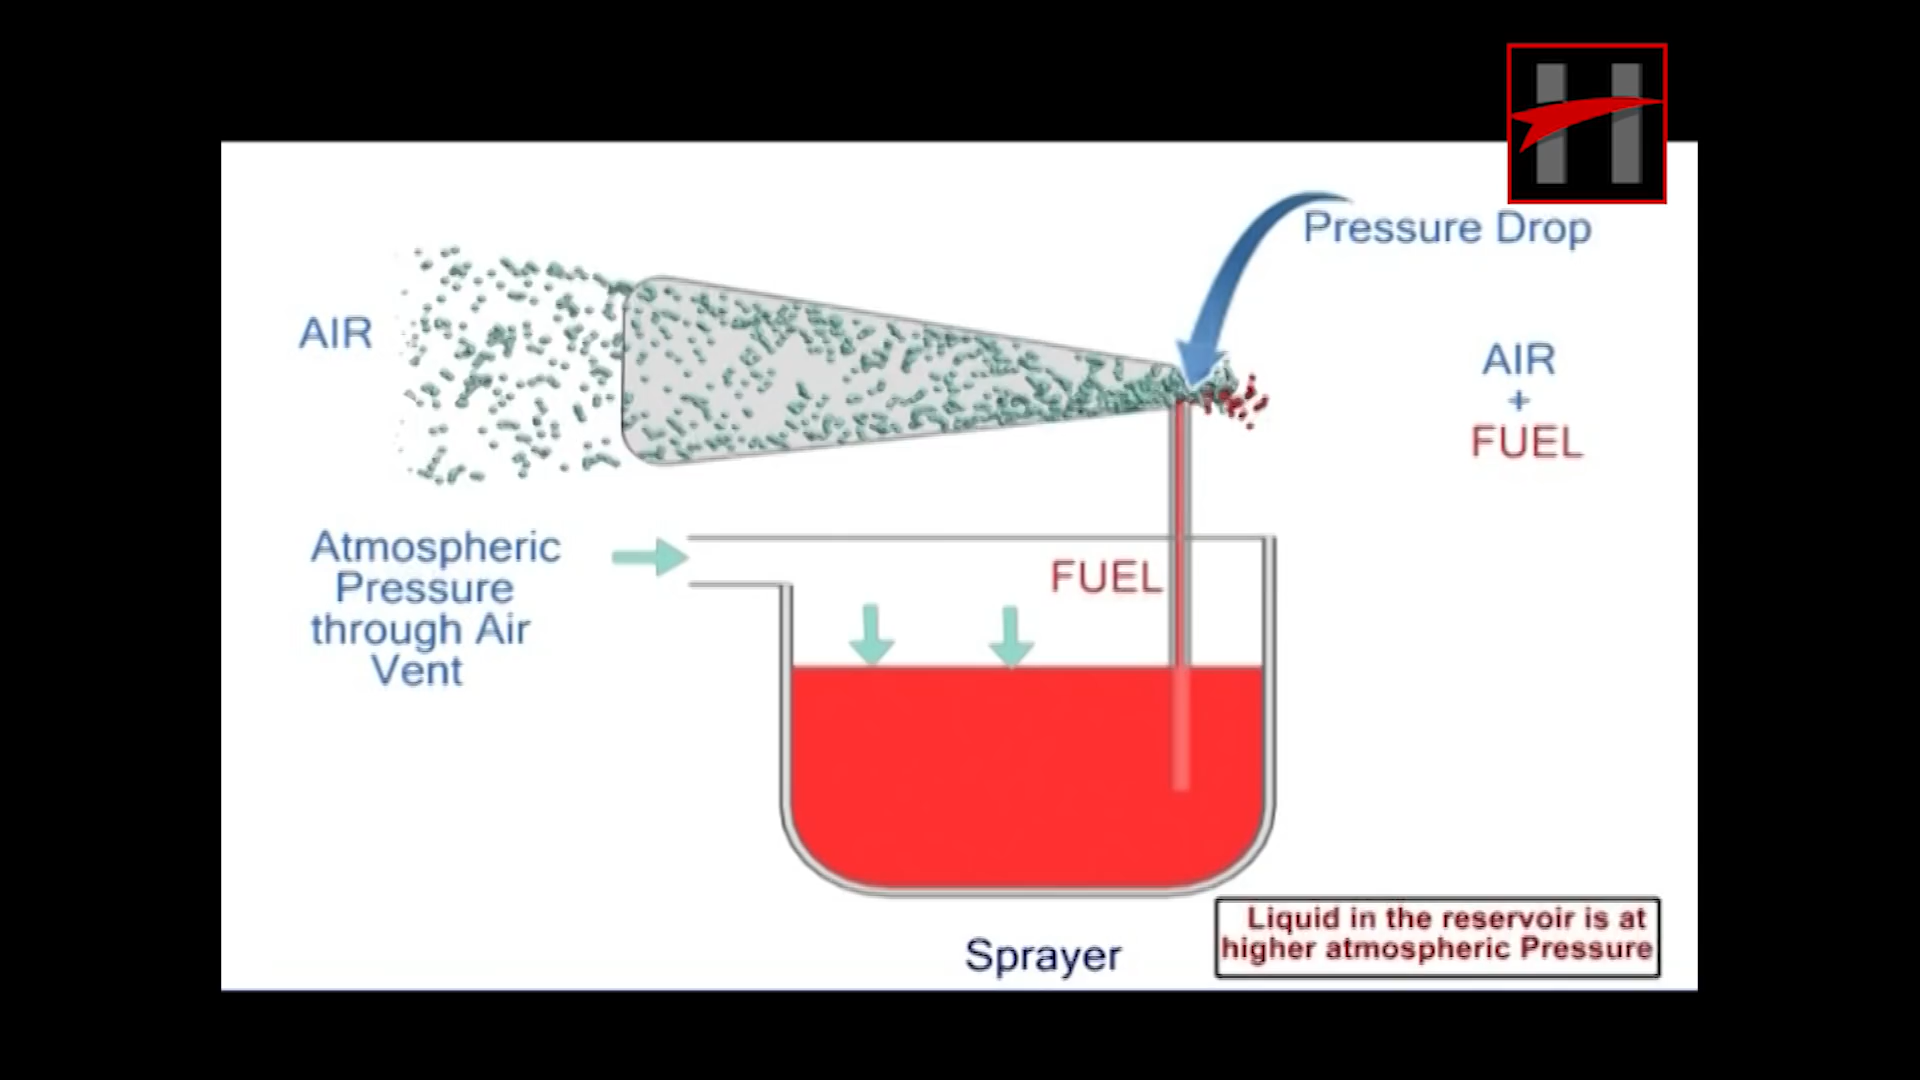 Pressure Drop
AIR
AIR
+
FUEL
Atmospheric
Pressure
through Air
Vent
FUEL
Liquid in the reservoir is at
higher atmospheric Pressure
Sprayer